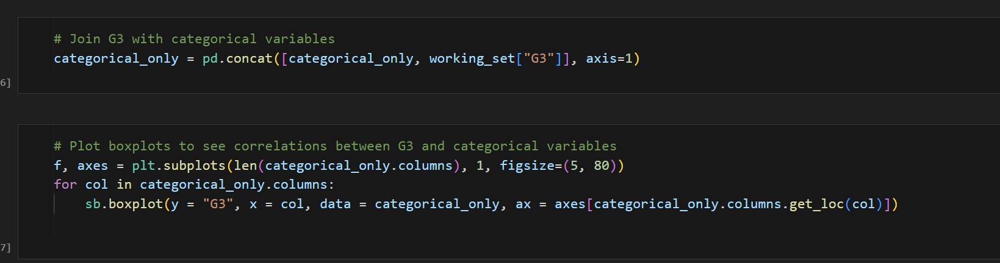 # Join G3 with categorical variables
categorical_only = pd.concat([categorical_only, working_set["G3"]], axis=1)
6]
# Plot boxplots to see correlations between G3 and categorical variables
f, axes = plt.subplots(len(categorical_only.columns), 1, figsize=(5, 80))
for col in categorical_only.columns:
    sb.boxplot(y = "G3", x = col, data = categorical_only, ax = axes[categorical_only.columns.get_loc(col)])
7]